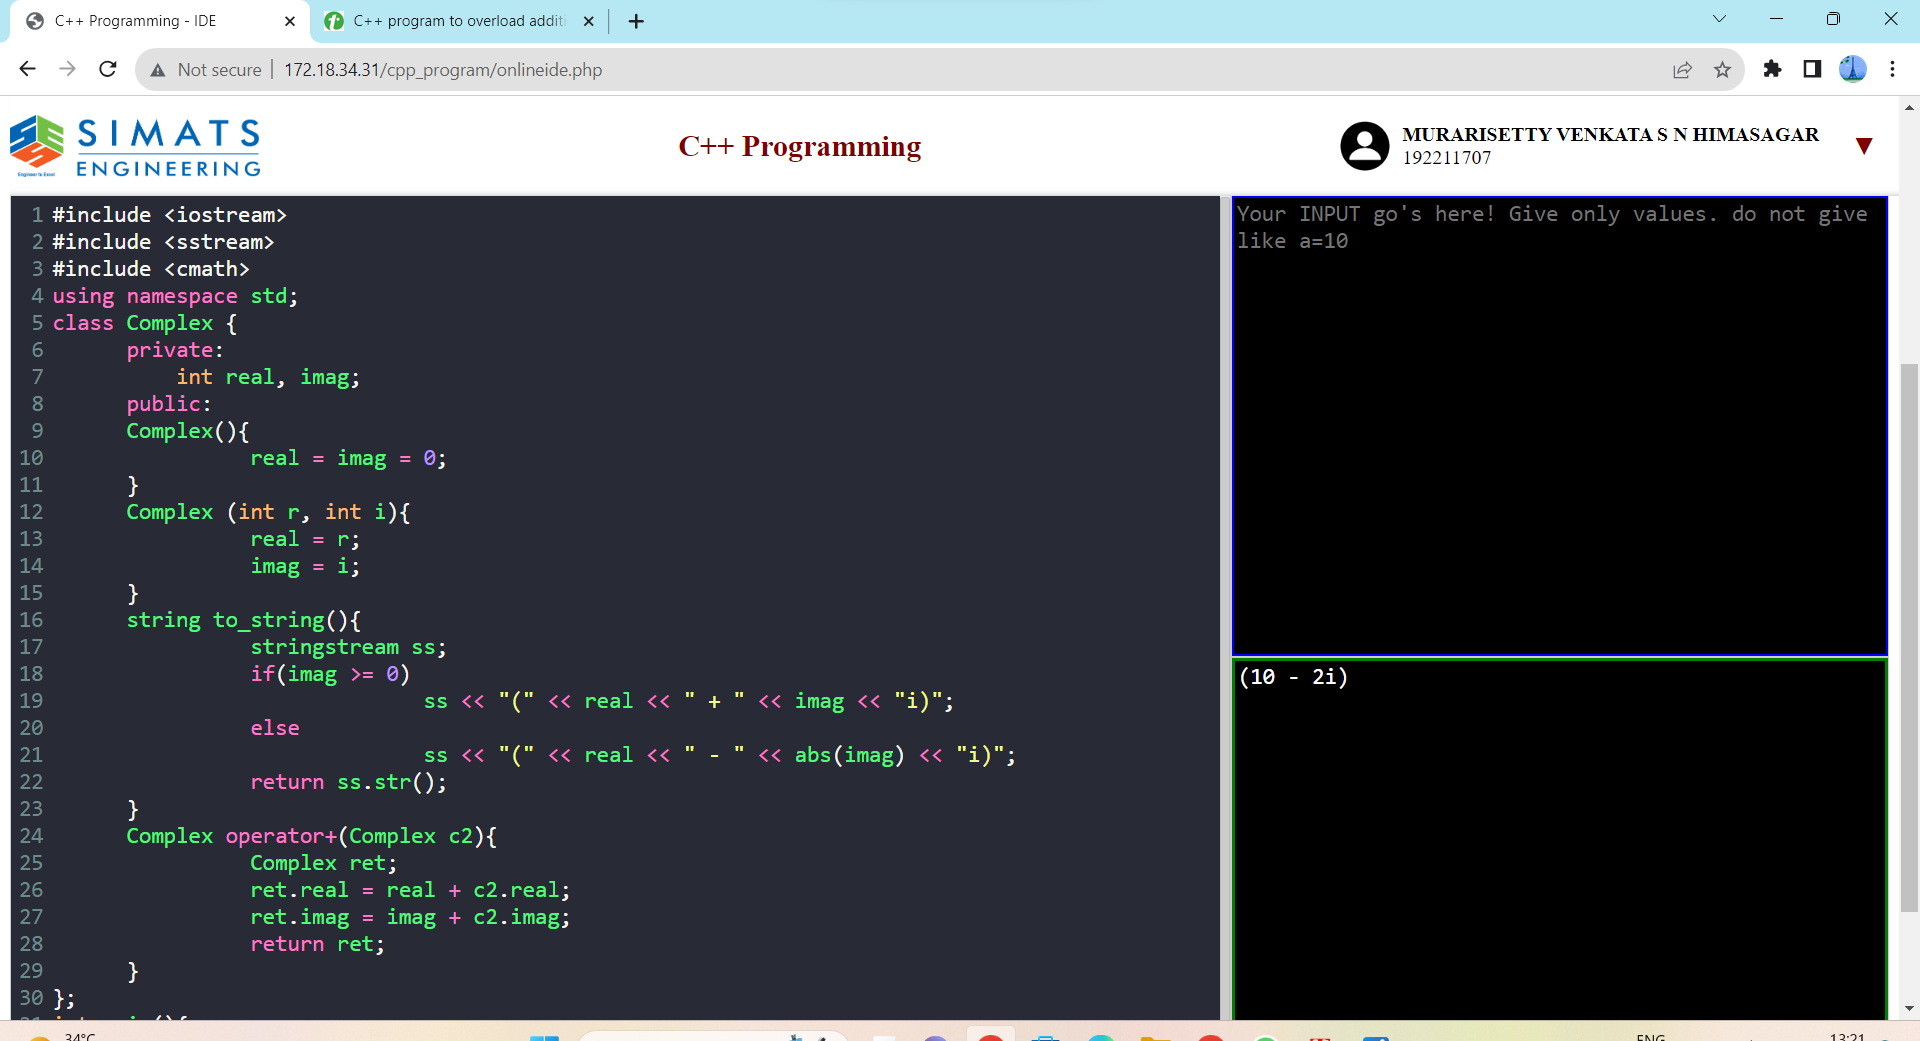 C++ Programming - IDE
C++ program to overload additi
Not secure
172.18.34.31/cpp_program/onlineide.php
SIMATS
ENGINEERING
Engineer to Excel
C++ Programming
MURARISETTY VENKATA S N HIMASAGAR
192211707
1 #include <iostream>
2 #include <sstream>
3 #include <cmath>
4 using namespace std;
5 class Complex {
6 private:
7 int real, imag;
8 public:
9 Complex(){
10 real = imag = 0;
11 }
12 Complex (int r, int i){
13 real = r;
14 imag = i;
15 }
16 string to_string(){
17 stringstream ss;
18 if(imag >= 0)
19 ss << "(" << real << " + " << imag << "i)";
20 else
21 ss << "(" << real << " - " << abs(imag) << "i)";
22 return ss.str();
23 }
24 Complex operator+(Complex c2){
25 Complex ret;
26 ret.real = real + c2.real;
27 ret.imag = imag + c2.imag;
28 return ret;
29 }
30 };
Your INPUT go's here! Give only values. do not give
like a=10
(10 - 2i)
34°C
ENG
13:21